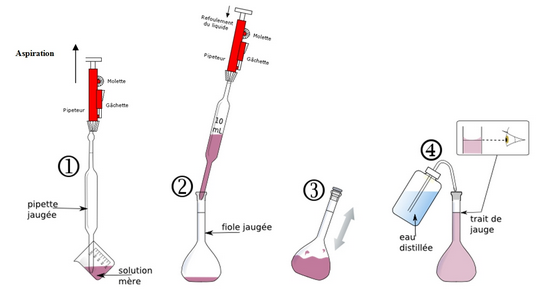 Aspiration
Molette
Gâchette
Pipeteur
①
pipette
jaugée
solution
mère
Refoulement
du liquide
Molette
Pipeteur
Gâchette
10
mL
②
fiole jaugée
③
④
eau
distillée
trait de
jauge